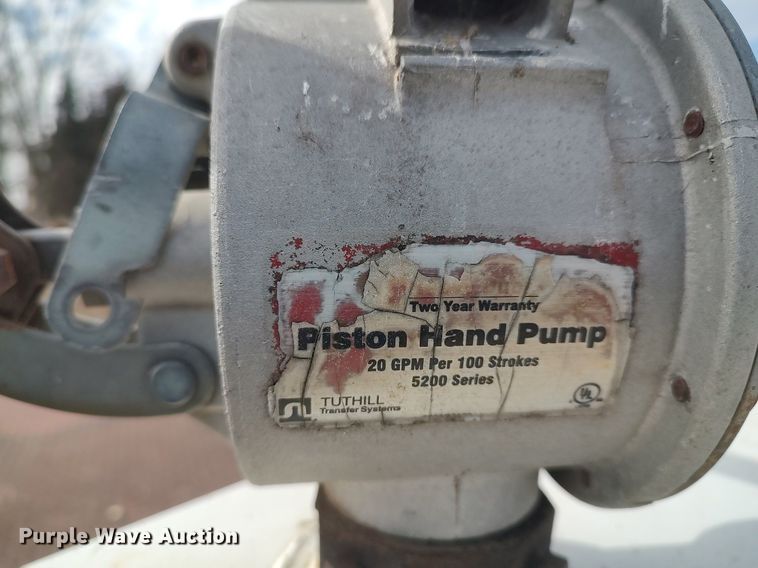 Two Year Warranty
Piston Hand Pump
20 GPM Per 100 Strokes
5200 Series
TUTHILL
Transfer Systems
UL
Purple Wave Auction